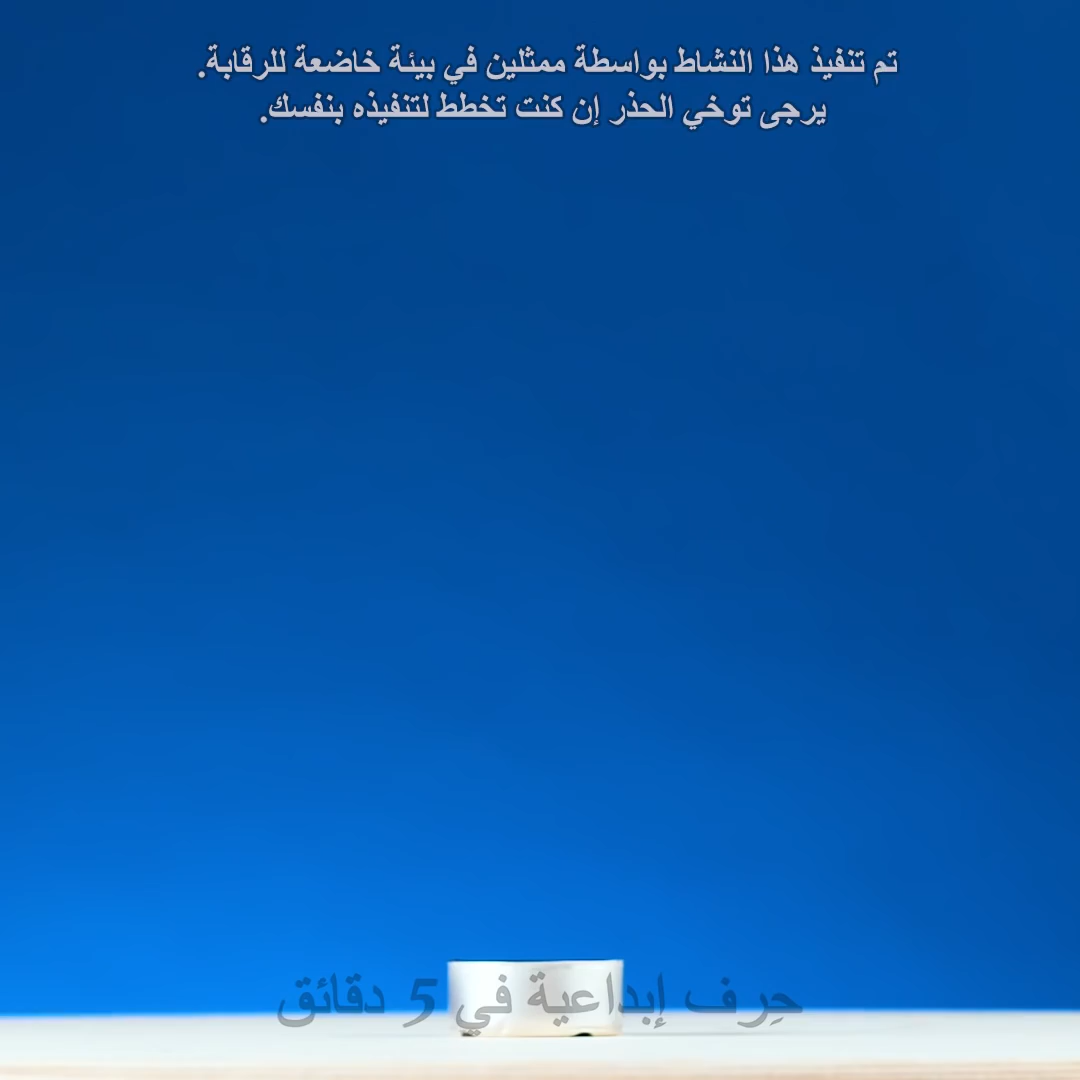 تم تنفيذ هذا النشاط بواسطة ممثلين في بيئة خاضعة للرقابة.
يرجى توخي الحذر إن كنت تخطط لتنفيذه بنفسك.
حِرف إبداعية في 5 دقائق